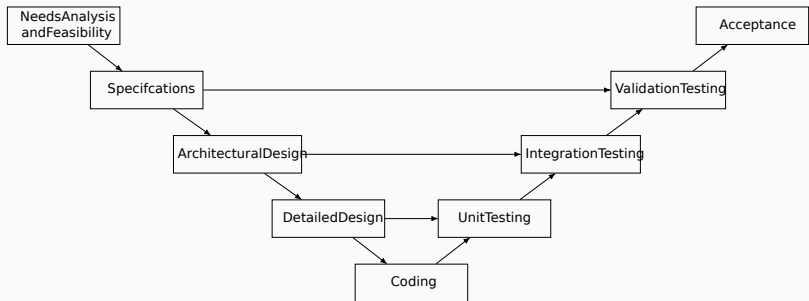 NeedsAnalysis
andFeasibility
Acceptance
Specifcations
ValidationTesting
ArchitecturalDesign
IntegrationTesting
DetailedDesign
UnitTesting
Coding